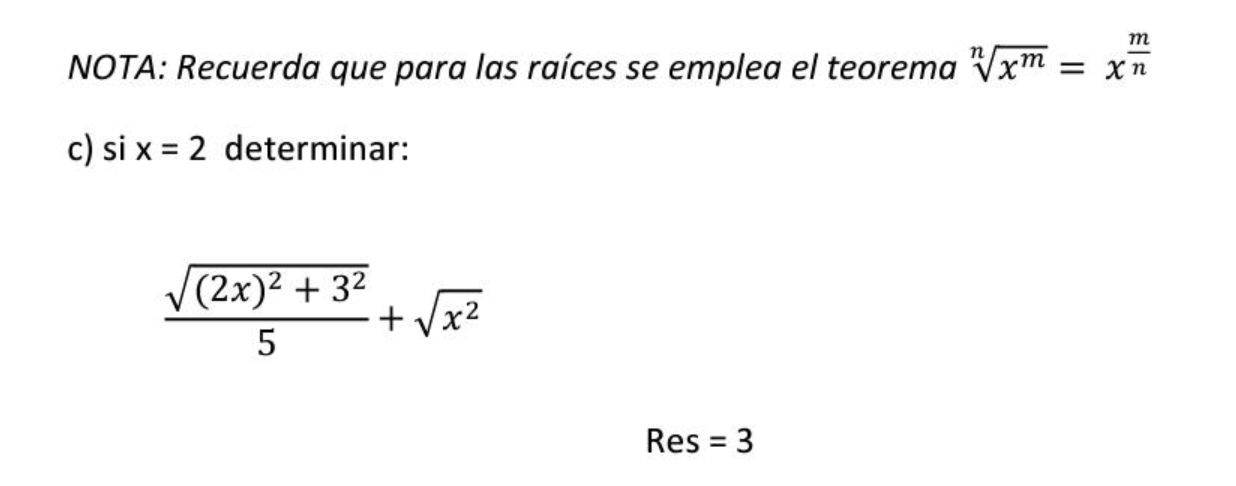 NOTA: Recuerda que para las raíces se emplea el teorema $\sqrt[n]{x^m} = x^{\frac{m}{n}}$
c) si x = 2 determinar:
$\frac{\sqrt{(2x)^2 + 3^2}}{5} + \sqrt{x^2}$
Res = 3